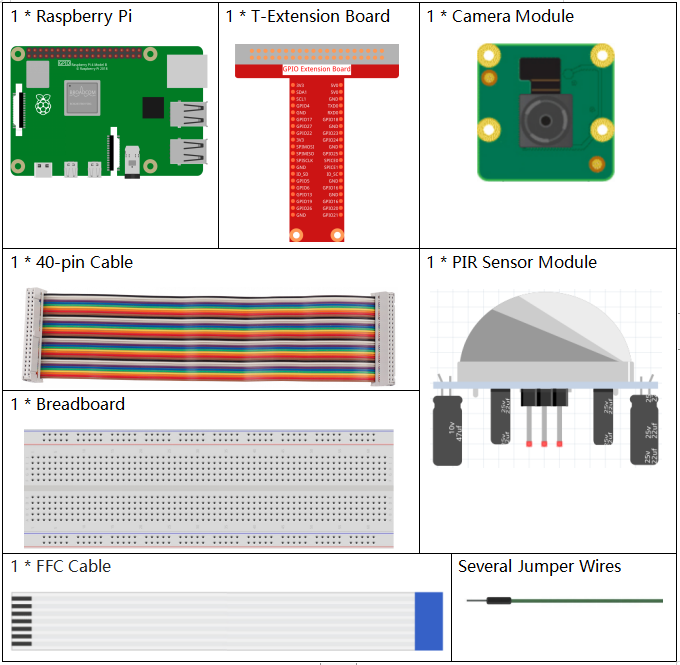 1 * Raspberry Pi
1 * T-Extension Board
1 * Camera Module
GPIO Extension Board
3V3 5V0
SDA1 5V0
SCL1 GND
GPIO4 TXD0
GND RXD0
GPIO17 GPIO18
GPIO27 GND
GPIO22 GPIO23
3V3 GPIO24
SPIMOSI GND
SPIMISO GPIO25
SPISCLK SPICE0
GND SPICE1
ID_SD ID_SC
GPIO5 GND
GPIO6 GPIO12
GPIO13 GND
GPIO19 GPIO16
GPIO26 GPIO20
GND GPIO21
1 * 40-pin Cable
1 * PIR Sensor Module
10v
47uf
25v
22uf
25v
22uf
25v
22uf
1 * Breadboard
1 * FFC Cable
Several Jumper Wires